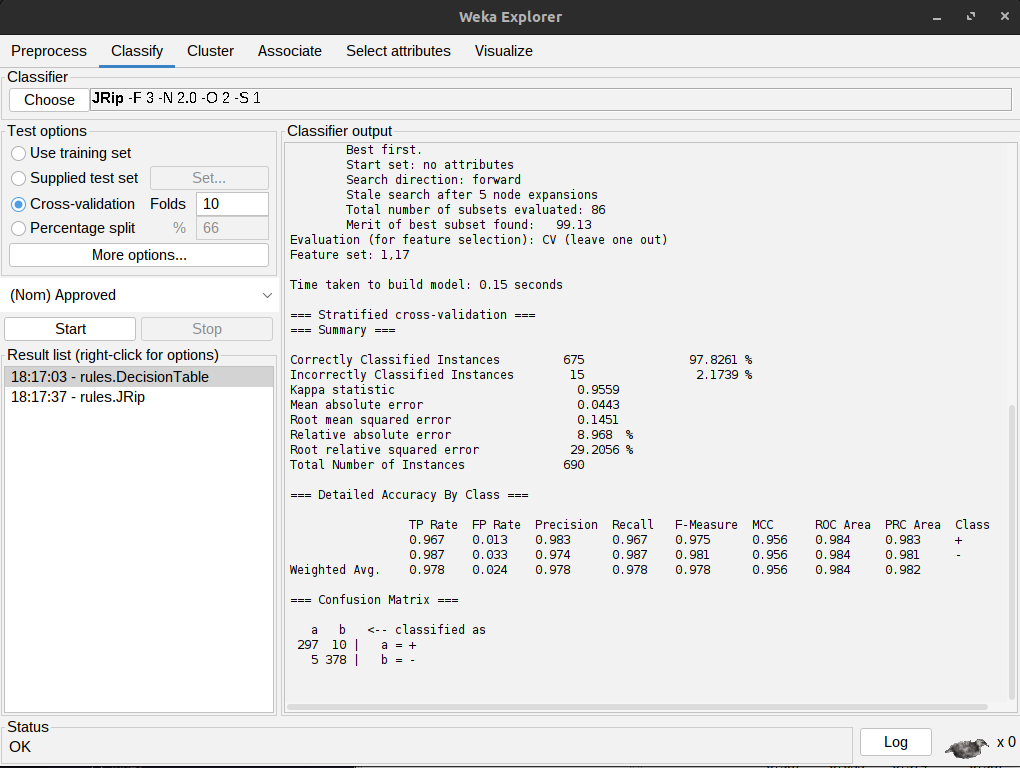 Weka Explorer
Preprocess Classify Cluster Associate Select attributes Visualize
Classifier
Choose JRip -F 3 -N 2.0 -O 2 -S 1
Test options
Use training set
Supplied test set Set...
Cross-validation Folds 10
Percentage split % 66
More options...
(Nom) Approved
Start Stop
Result list (right-click for options)
18:17:03 - rules.DecisionTable
18:17:37 - rules.JRip
Classifier output
Best first.
Start set: no attributes
Search direction: forward
Stale search after 5 node expansions
Total number of subsets evaluated: 86
Merit of best subset found: 99.13
Evaluation (for feature selection): CV (leave one out)
Feature set: 1,17
Time taken to build model: 0.15 seconds
=== Stratified cross-validation ===
=== Summary ===
Correctly Classified Instances 675 97.8261 %
Incorrectly Classified Instances 15 2.1739 %
Kappa statistic 0.9559
Mean absolute error 0.0443
Root mean squared error 0.1451
Relative absolute error 8.968 %
Root relative squared error 29.2056 %
Total Number of Instances 690
=== Detailed Accuracy By Class ===
TP Rate FP Rate Precision Recall F-Measure MCC ROC Area PRC Area Class
0.967 0.013 0.983 0.967 0.975 0.956 0.984 0.983 +
0.987 0.033 0.974 0.987 0.981 0.956 0.984 0.981 -
Weighted Avg. 0.978 0.024 0.978 0.978 0.978 0.956 0.984 0.982
=== Confusion Matrix ===
a b <-- classified as
297 10 | a = +
5 378 | b = -
Status
OK
Log x 0